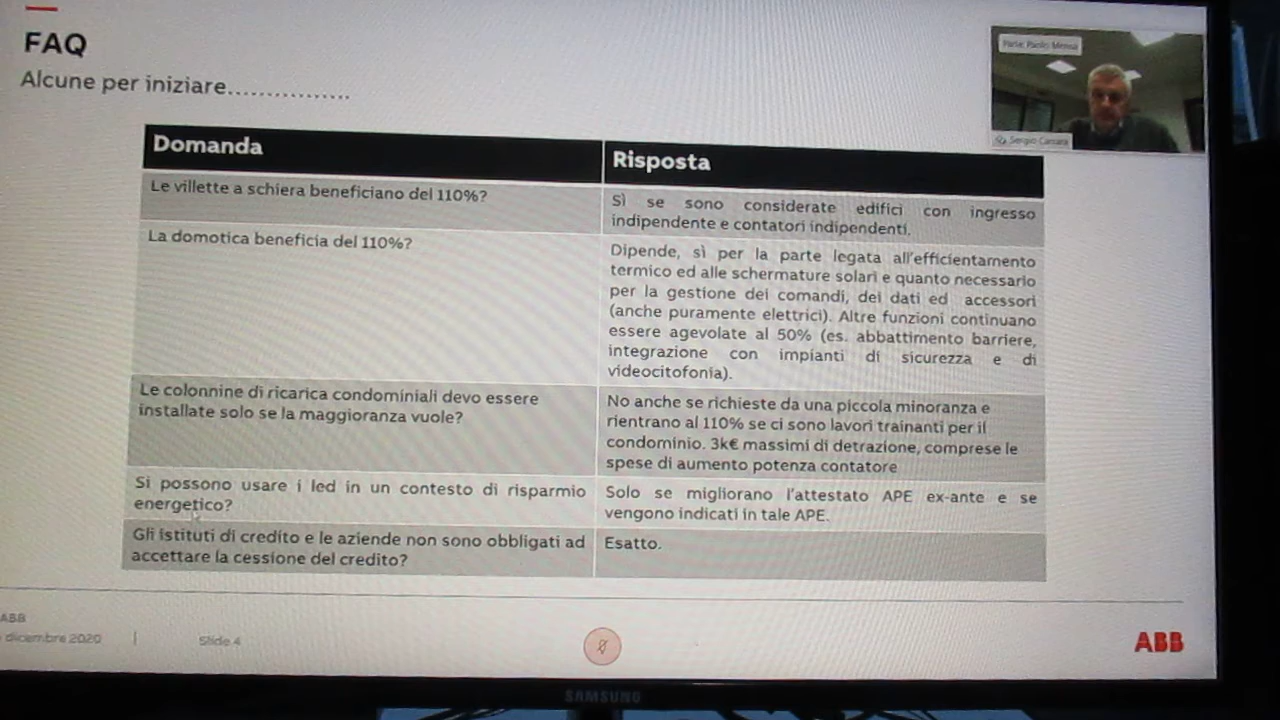 FAQ
Alcune per iniziare................
Domanda
Risposta
Le villette a schiera beneficiano del 110%?
Sì se sono considerate edifici con ingresso
indipendente e contatori indipendenti.
La domotica beneficia del 110%?
Dipende, sì per la parte legata all'efficientamento
termico ed alle schermature solari e quanto necessario
per la gestione dei comandi, dei dati ed accessori
(anche puramente elettrici). Altre funzioni continuano
essere agevolate al 50% (es. abbattimento barriere,
integrazione con impianti di sicurezza e di
videocitofonia).
Le colonnine di ricarica condominiali devo essere
installate solo se la maggioranza vuole?
No anche se richieste da una piccola minoranza e
rientrano al 110% se ci sono lavori trainanti per il
condominio. 3k€ massimi di detrazione, comprese le
spese di aumento potenza contatore
Si possono usare i led in un contesto di risparmio
energetico?
Solo se migliorano l'attestato APE ex-ante e se
vengono indicati in tale APE.
Gli istituti di credito e le aziende non sono obbligati ad
accettare la cessione del credito?
Esatto.
ABB
dicembre 2020 | Slide 4
ABB
SAMSUNG